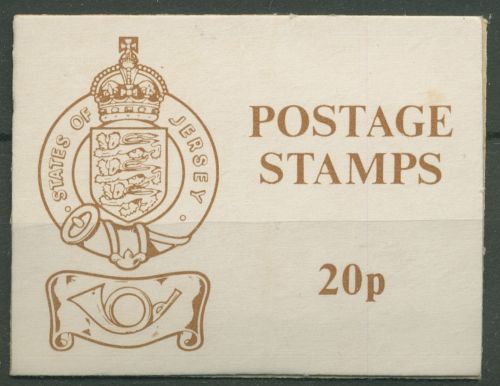 STATES OF JERSEY
POSTAGE
STAMPS
20p